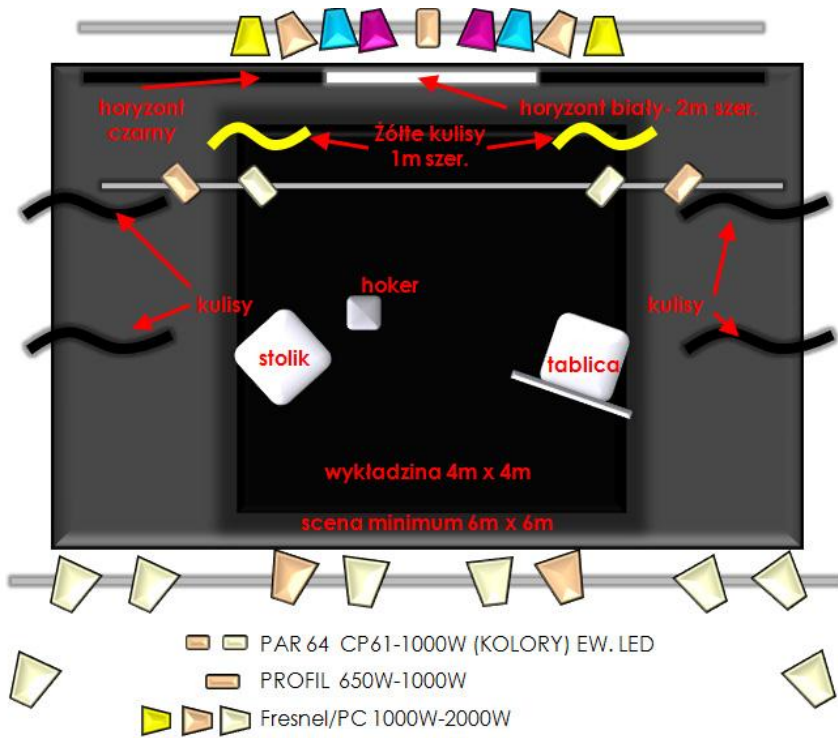 horyzont
czarny
horyzont biały- 2m szer.
Żółte kulisy
1m szer.
hoker
kulisy
kulisy
stolik
tablica
wykładzina 4m x 4m
scena minimum 6m x 6m
PAR 64 CP61-1000W (KOLORY) EW. LED
PROFIL 650W-1000W
Fresnel/PC 1000W-2000W